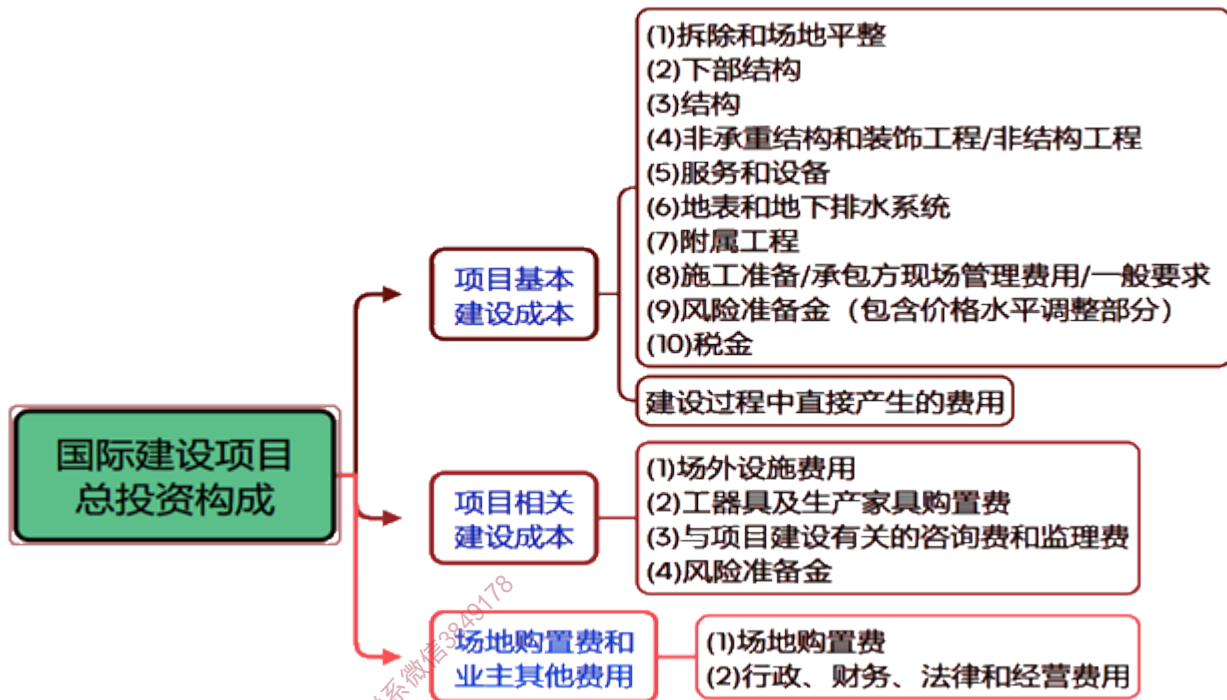 国际建设项目
总投资构成
项目基本
建设成本
(1)拆除和场地平整
(2)下部结构
(3)结构
(4)非承重结构和装饰工程/非结构工程
(5)服务和设备
(6)地表和地下排水系统
(7)附属工程
(8)施工准备/承包方现场管理费用/一般要求
(9)风险准备金（包含价格水平调整部分）
(10)税金
建设过程中直接产生的费用
项目相关
建设成本
(1)场外设施费用
(2)工器具及生产家具购置费
(3)与项目建设有关的咨询费和监理费
(4)风险准备金
场地购置费和
业主其他费用
(1)场地购置费
(2)行政、财务、法律和经营费用
系微信3849178